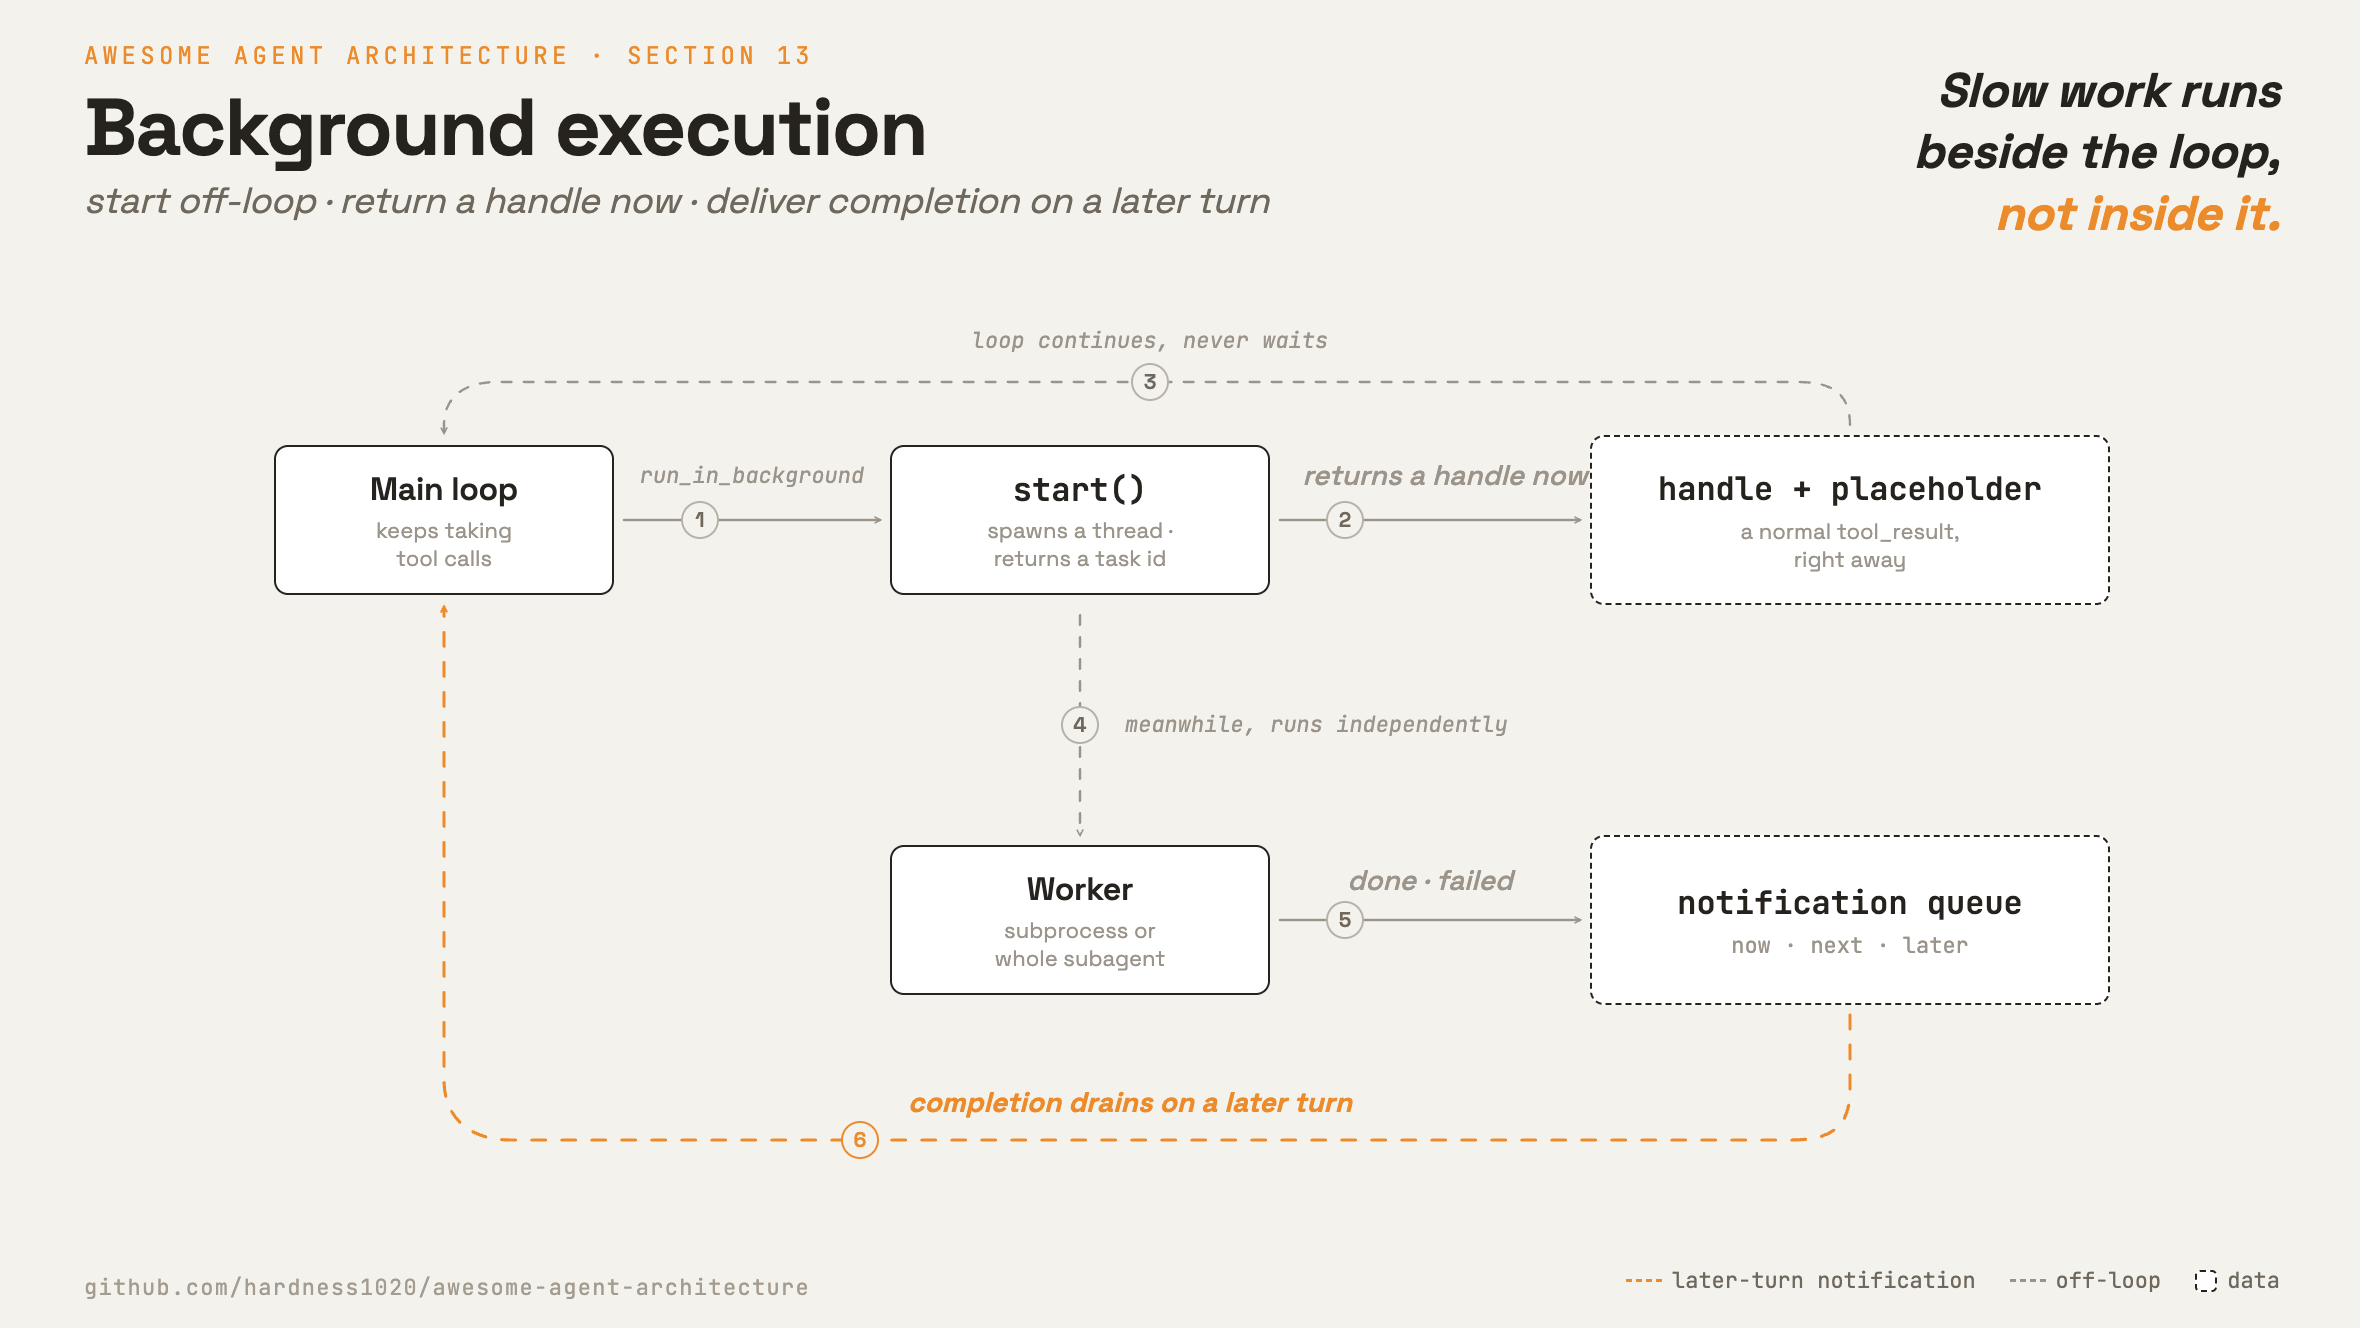 AWESOME AGENT ARCHITECTURE · SECTION 13
Background execution
start off-loop · return a handle now · deliver completion on a later turn
Slow work runs
beside the loop,
not inside it.
loop continues, never waits
3
Main loop
keeps taking
tool calls
run_in_background
1
start()
spawns a thread ·
returns a task id
returns a handle now
2
handle + placeholder
a normal tool_result,
right away
4
meanwhile, runs independently
Worker
subprocess or
whole subagent
done · failed
5
notification queue
now · next · later
completion drains on a later turn
6
github.com/hardness1020/awesome-agent-architecture
later-turn notification
off-loop
data